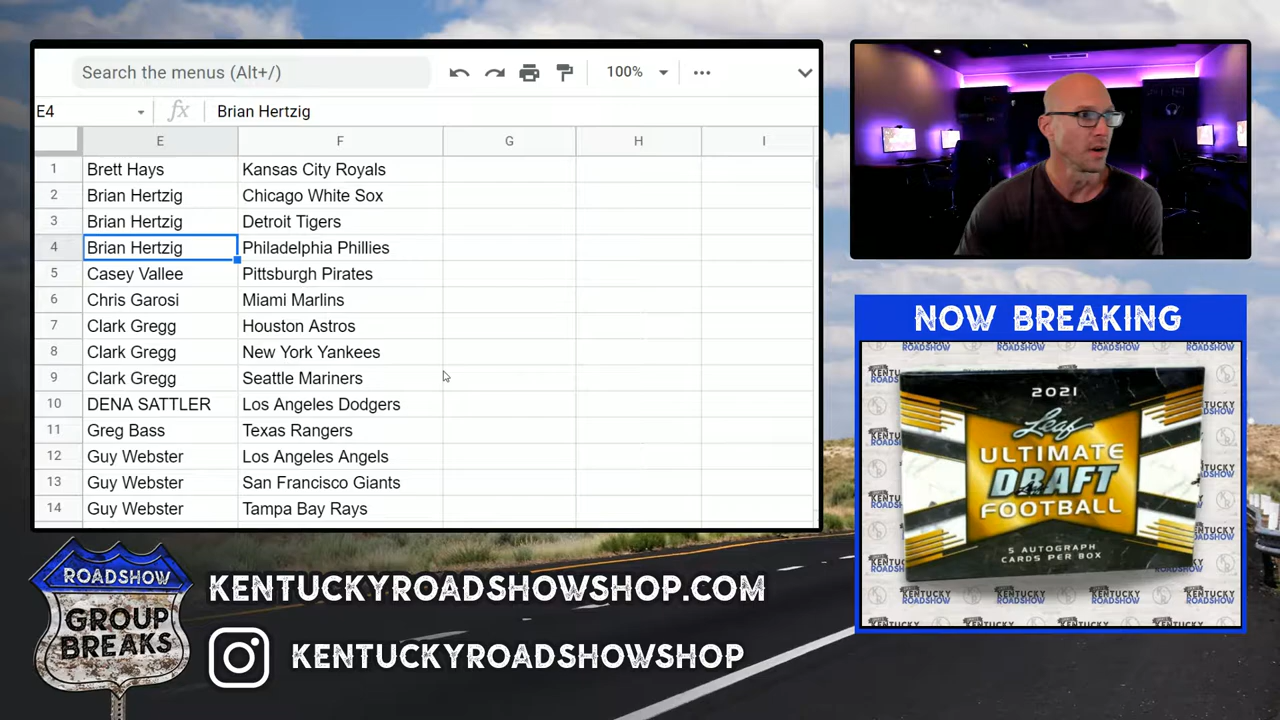 Search the menus (Alt+/)
100%
E4
fx
Brian Hertzig
E F G H I
1 Brett Hays Kansas City Royals
2 Brian Hertzig Chicago White Sox
3 Brian Hertzig Detroit Tigers
4 Brian Hertzig Philadelphia Phillies
5 Casey Vallee Pittsburgh Pirates
6 Chris Garosi Miami Marlins
7 Clark Gregg Houston Astros
8 Clark Gregg New York Yankees
9 Clark Gregg Seattle Mariners
10 DENA SATTLER Los Angeles Dodgers
11 Greg Bass Texas Rangers
12 Guy Webster Los Angeles Angels
13 Guy Webster San Francisco Giants
14 Guy Webster Tampa Bay Rays
NOW BREAKING
2021
Leaf
ULTIMATE
DRAFT
FOOTBALL
5 AUTOGRAPH
CARDS PER BOX
ROADSHOW
GROUP
BREAKS
KENTUCKYROADSHOWSHOP.COM
KENTUCKYROADSHOWSHOP